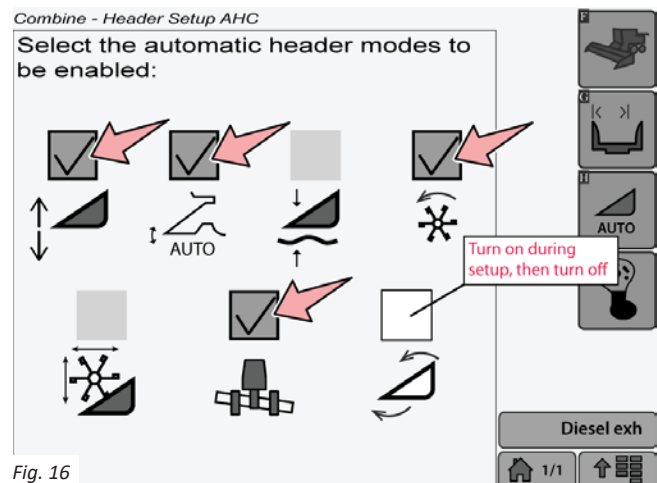 Combine - Header Setup AHC
Select the automatic header modes to
be enabled:
AUTO
AUTO
Turn on during
setup, then turn off
Diesel exh
1/1
Fig. 16